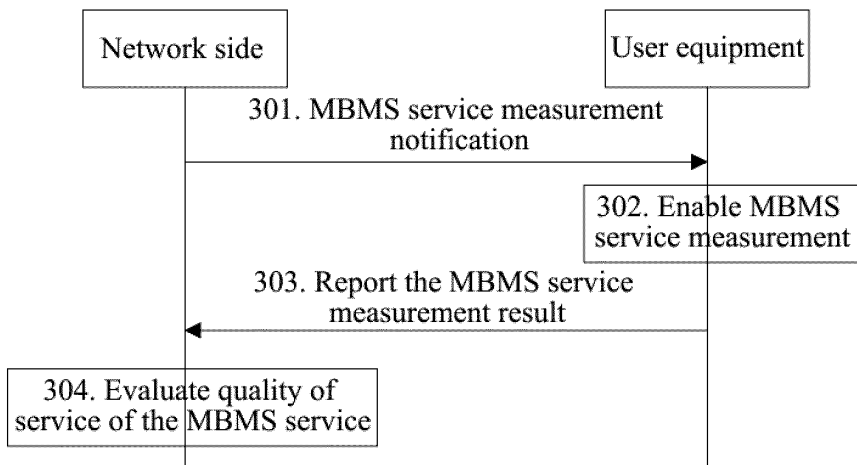 Network side
User equipment
301. MBMS service measurement
notification
302. Enable MBMS
service measurement
303. Report the MBMS service
measurement result
304. Evaluate quality of
service of the MBMS service